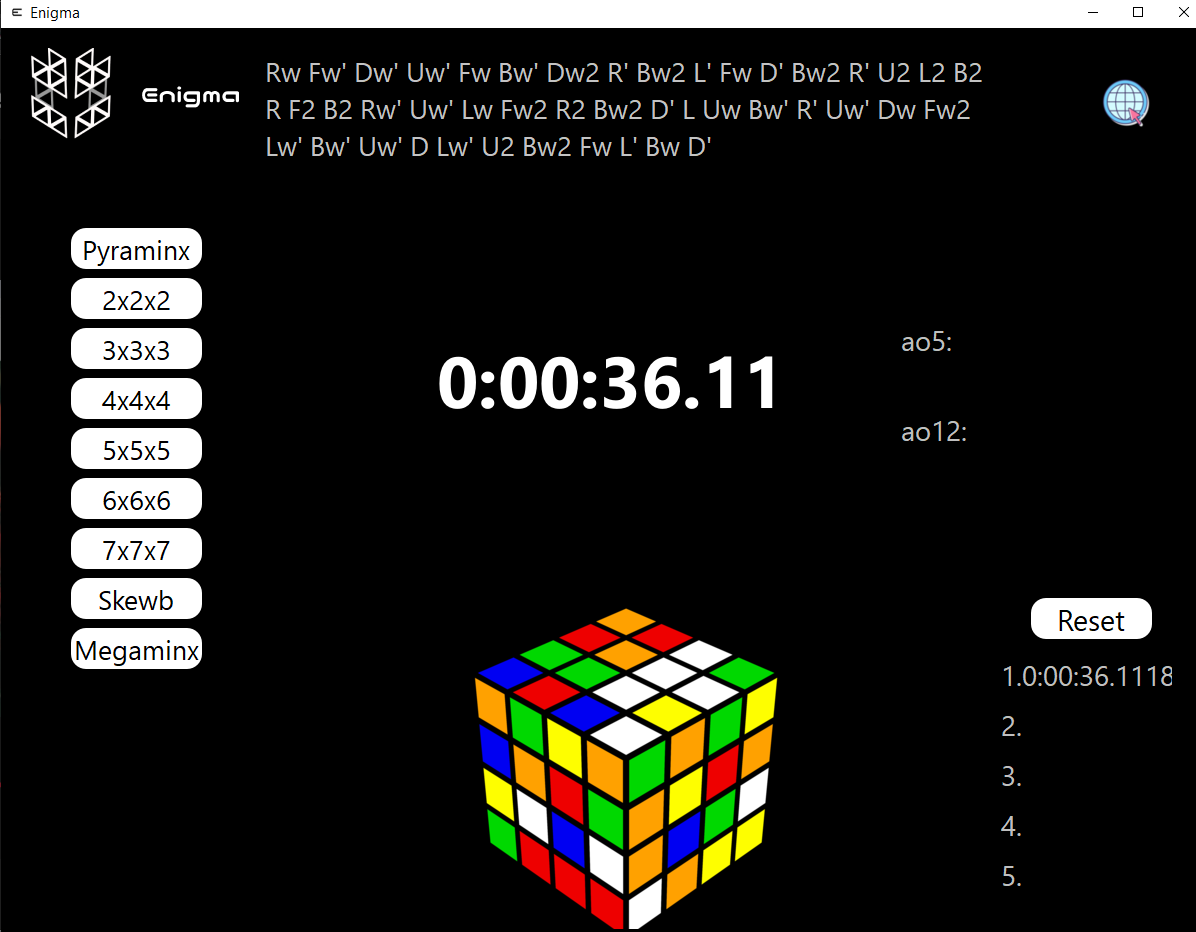 Enigma
Rw Fw' Dw' Uw' Fw Bw' Dw2 R' Bw2 L' Fw D' Bw2 R' U2 L2 B2
R F2 B2 Rw' Uw' Lw Fw2 R2 Bw2 D' L Uw Bw' R' Uw' Dw Fw2
Lw' Bw' Uw' D Lw' U2 Bw2 Fw L' Bw D'
Enigma
Pyraminx
2x2x2
3x3x3
4x4x4
5x5x5
6x6x6
7x7x7
Skewb
Megaminx
0:00:36.11
ao5:
ao12:
Reset
1.0:00:36.1118
2.
3.
4.
5.